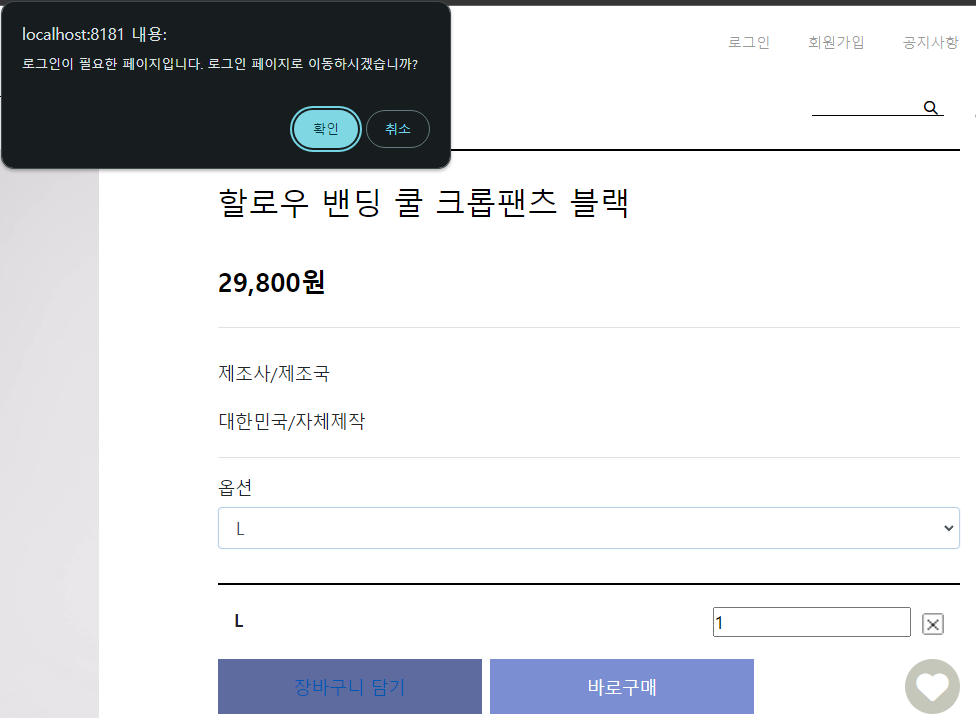 localhost:8181 내용:
로그인이 필요한 페이지입니다. 로그인 페이지로 이동하시겠습니까?
확인 취소
로그인 회원가입 공지사항
할로우 밴딩 쿨 크롭팬츠 블랙
29,800원
제조사/제조국
대한민국/자체제작
옵션
L
L 1
장바구니 담기 바로구매